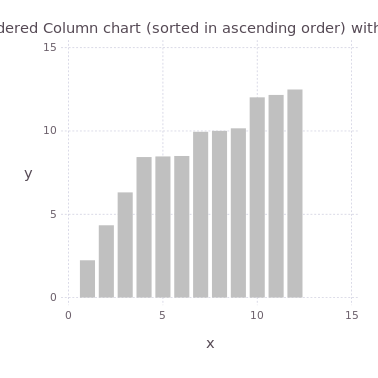 dered Column chart (sorted in ascending order) with
15
10
y
5
0
0 5 10 15
x